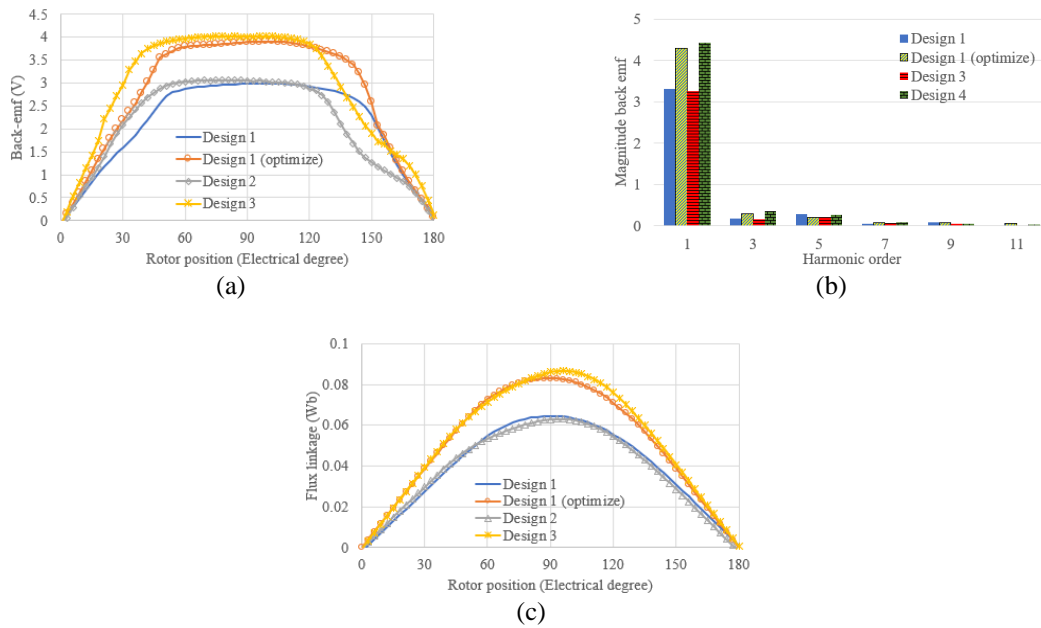 4.5
4
3.5
3
2.5
2
1.5
1
0.5
0
Back-emf (V)
Design 1
Design 1 (optimize)
Design 2
Design 3
0 30 60 90 120 150 180
Rotor position (Electrical degree)
(a)
5
4
3
2
1
0
Magnitude back emf
Design 1
Design 1 (optimize)
Design 3
Design 4
1 3 5 7 9 11
Harmonic order
(b)
0.1
0.08
0.06
0.04
0.02
0
Flux linkage (Wb)
Design 1
Design 1 (optimize)
Design 2
Design 3
0 30 60 90 120 150 180
Rotor position (Electrical degree)
(c)